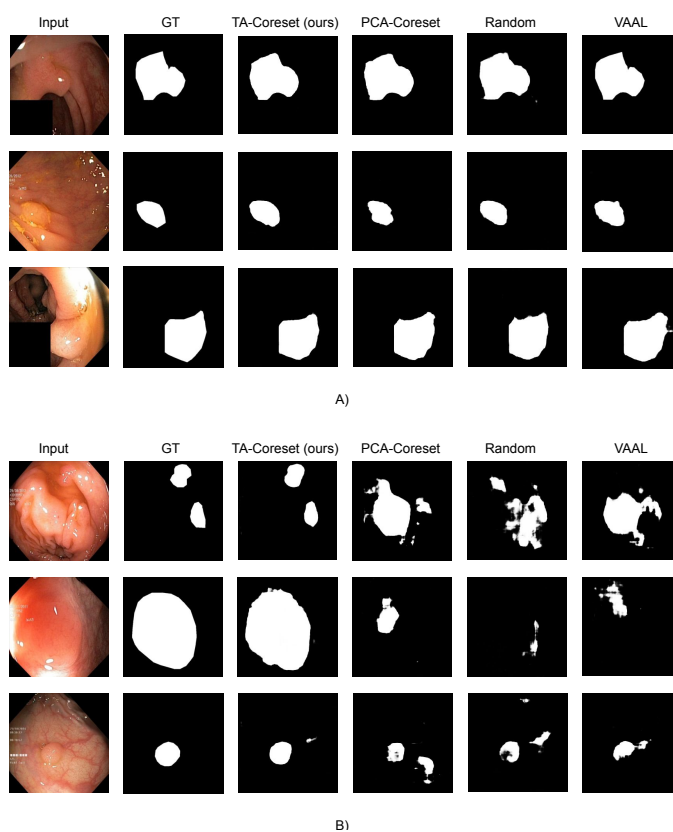 Input GT TA-Coreset (ours) PCA-Coreset Random VAAL
A)
Input GT TA-Coreset (ours) PCA-Coreset Random VAAL
B)